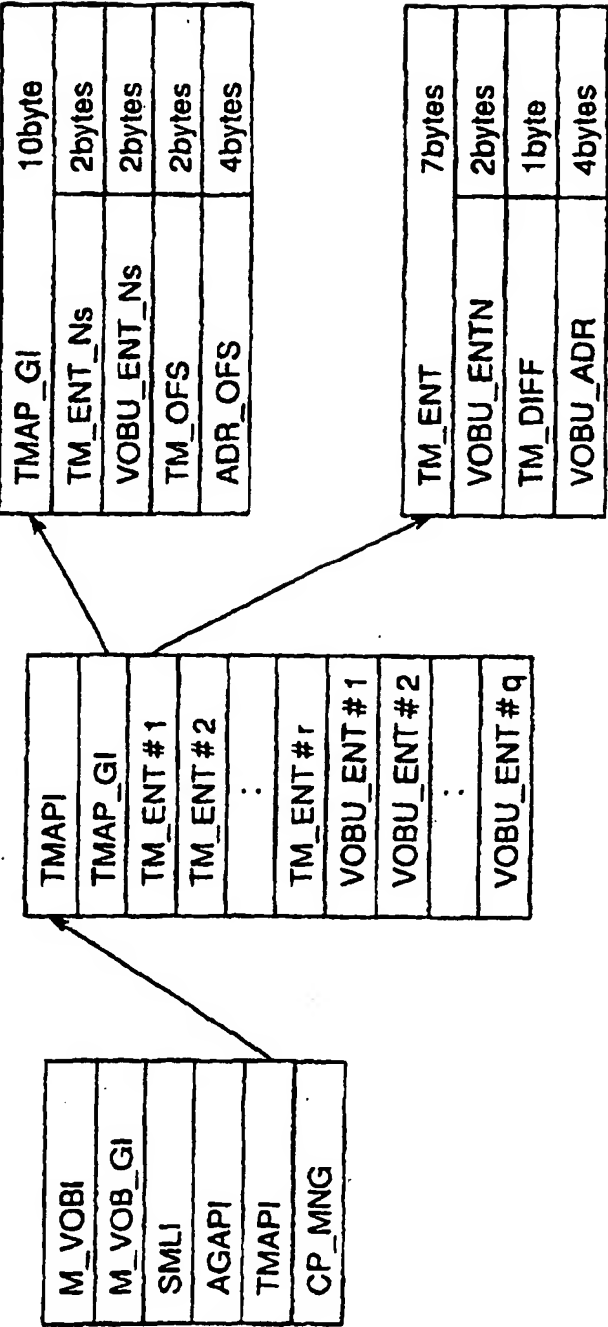 M_VOBI
M_VOB_GI
SMLI
AGAPI
TMAPI
CP_MNG
TMAPI
TMAP_GI
TM_ENT#1
TM_ENT#2
:
TM_ENT#r
VOBU_ENT#1
VOBU_ENT#2
:
VOBU_ENT#q
TMAP_GI 10byte
TM_ENT_Ns 2bytes
VOBU_ENT_Ns 2bytes
TM_OFS 2bytes
ADR_OFS 4bytes
TM_ENT 7bytes
VOBU_ENTN 2bytes
TM_DIFF 1byte
VOBU_ADR 4bytes